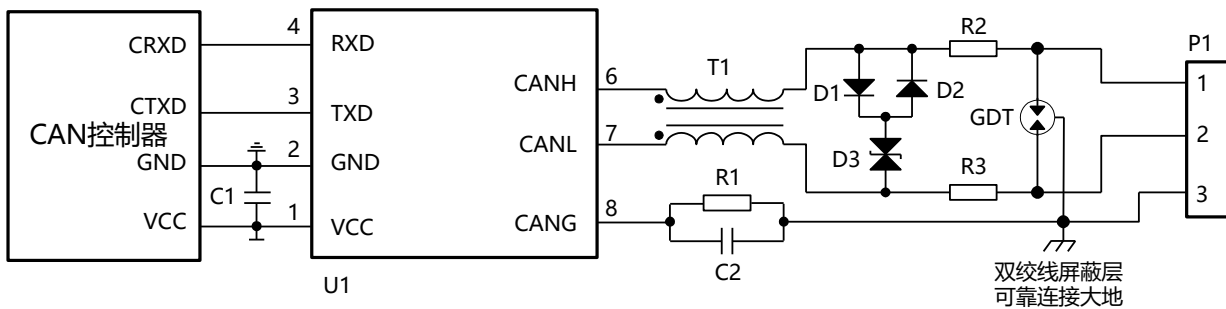 CAN控制器
CRXD
CTXD
GND
VCC
4
3
2
1
C1
RXD
TXD
GND
VCC
CANH
CANL
CANG
U1
6
7
8
T1
R1
C2
D1
D2
D3
R2
R3
GDT
P1
1
2
3
双绞线屏蔽层
可靠连接大地